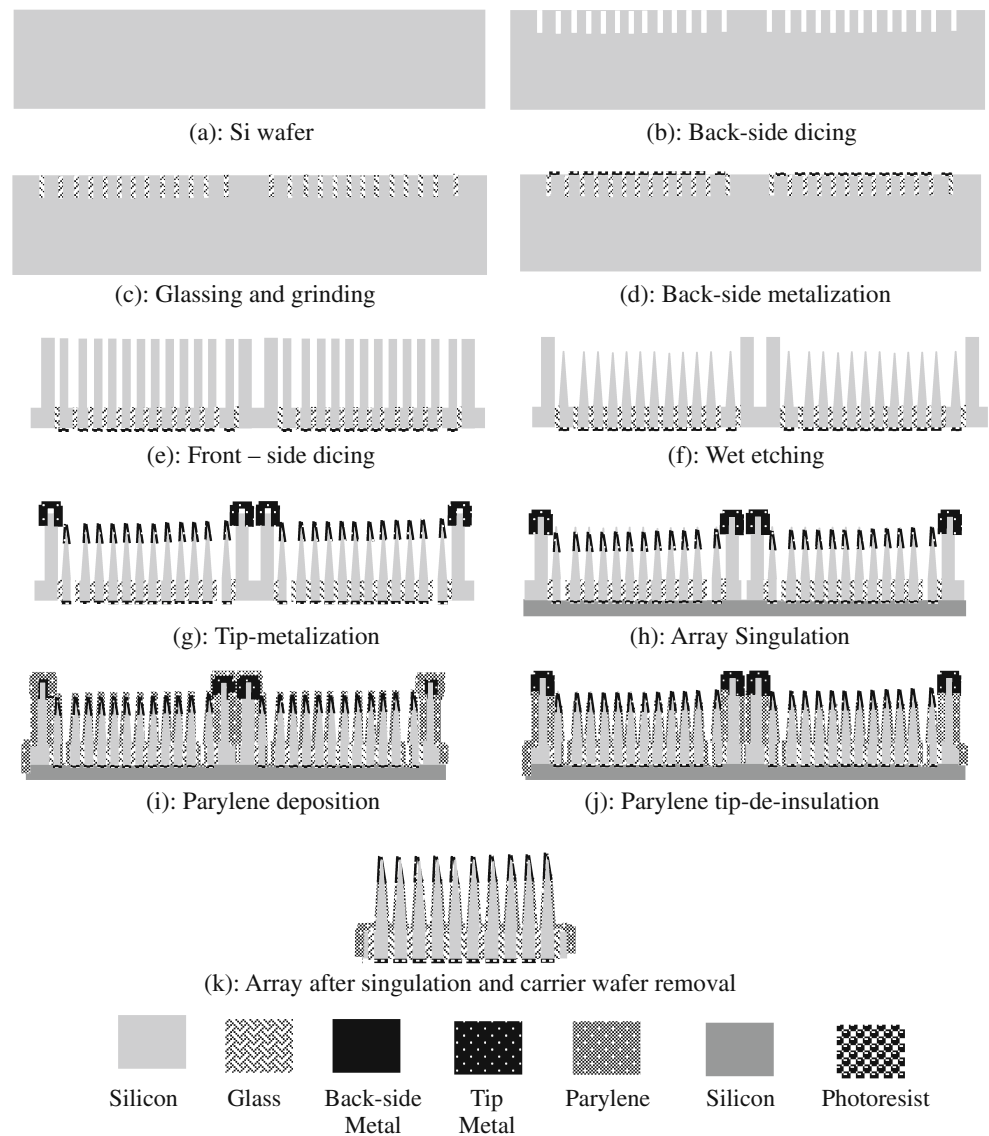 (a): Si wafer
(b): Back-side dicing
(c): Glassing and grinding
(d): Back-side metalization
(e): Front – side dicing
(f): Wet etching
(g): Tip-metalization
(h): Array Singulation
(i): Parylene deposition
(j): Parylene tip-de-insulation
(k): Array after singulation and carrier wafer removal
Silicon
Glass
Back-side
Metal
Tip
Metal
Parylene
Silicon
Photoresist